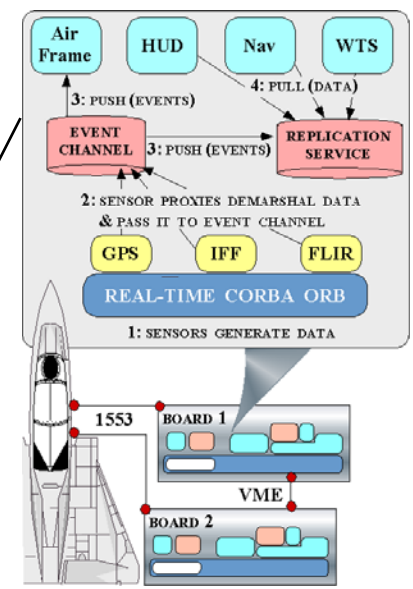 Air
Frame
HUD
Nav
WTS
4: PULL (DATA)
3: PUSH (EVENTS)
EVENT
CHANNEL
3: PUSH (EVENTS)
REPLICATION
SERVICE
2: SENSOR PROXIES DEMARSHAL DATA
& PASS IT TO EVENT CHANNEL
GPS
IFF
FLIR
REAL-TIME CORBA ORB
1: SENSORS GENERATE DATA
1553
BOARD 1
VME
BOARD 2